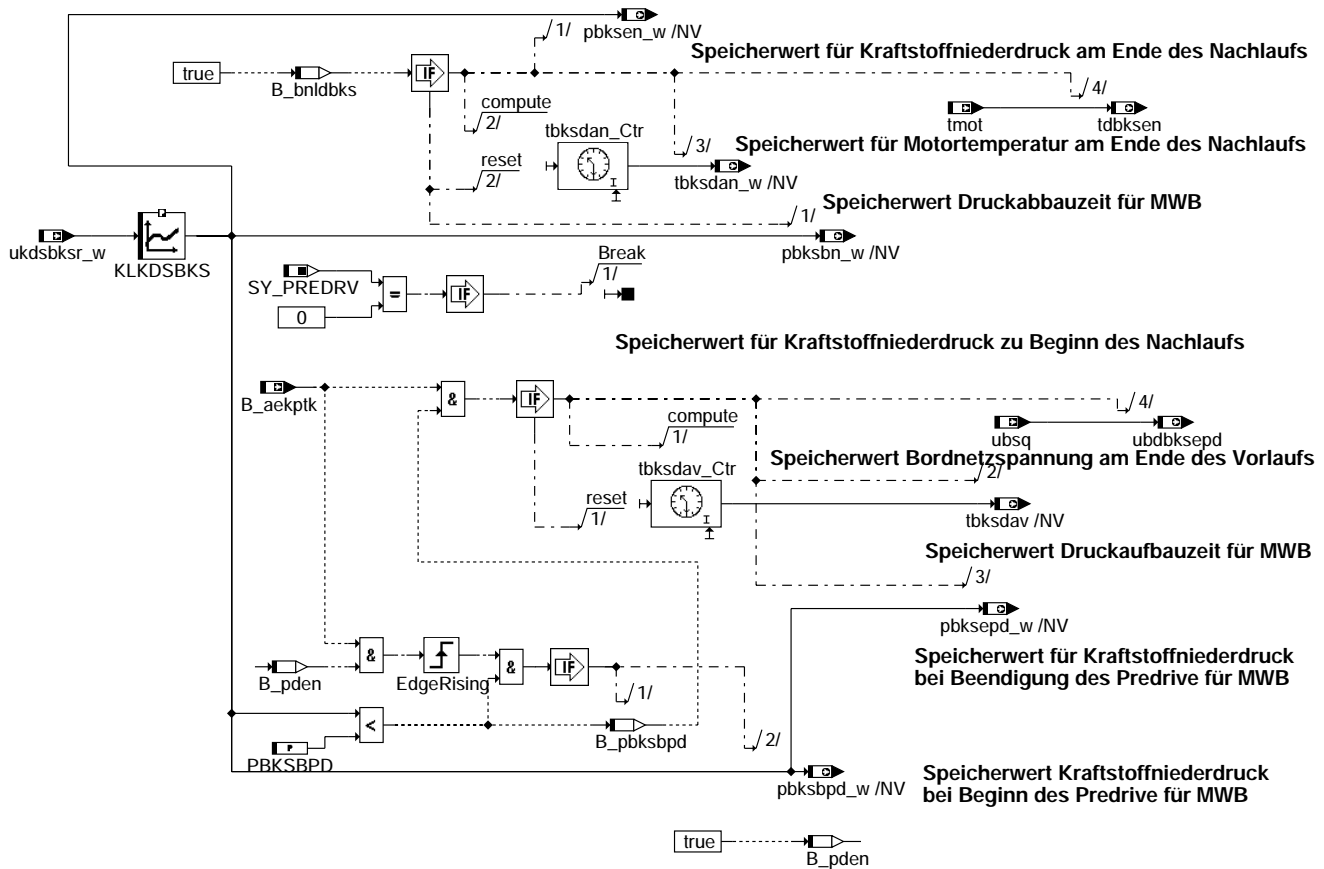 pbksen_w /NV
1/
Speicherwert für Kraftstoffniederdruck am Ende des Nachlaufs
true
B_bnldbks
IF
4/
compute
2/
tmot
tdbksen
tbksdan_Ctr
3/
Speicherwert für Motortemperatur am Ende des Nachlaufs
reset
2/
I
tbksdan_w /NV
Speicherwert Druckabbauzeit für MWB
1/
P
ukdsbksr_w
KLKDSBKS
pbksbn_w /NV
Break
1/
SY_PREDRV
=
IF
0
Speicherwert für Kraftstoffniederdruck zu Beginn des Nachlaufs
B_aekptk
&
IF
4/
compute
1/
ubsq
ubdbksepd
Speicherwert Bordnetzspannung am Ende des Vorlaufs
tbksdav_Ctr
2/
reset
1/
I
tbksdav /NV
Speicherwert Druckaufbauzeit für MWB
3/
pbksepd_w /NV
&
&
IF
Speicherwert für Kraftstoffniederdruck
bei Beendigung des Predrive für MWB
B_pden
EdgeRising
1/
<
B_pbksbpd
2/
P
PBKSBPD
pbksbpd_w /NV
Speicherwert Kraftstoffniederdruck
bei Beginn des Predrive für MWB
true
B_pden